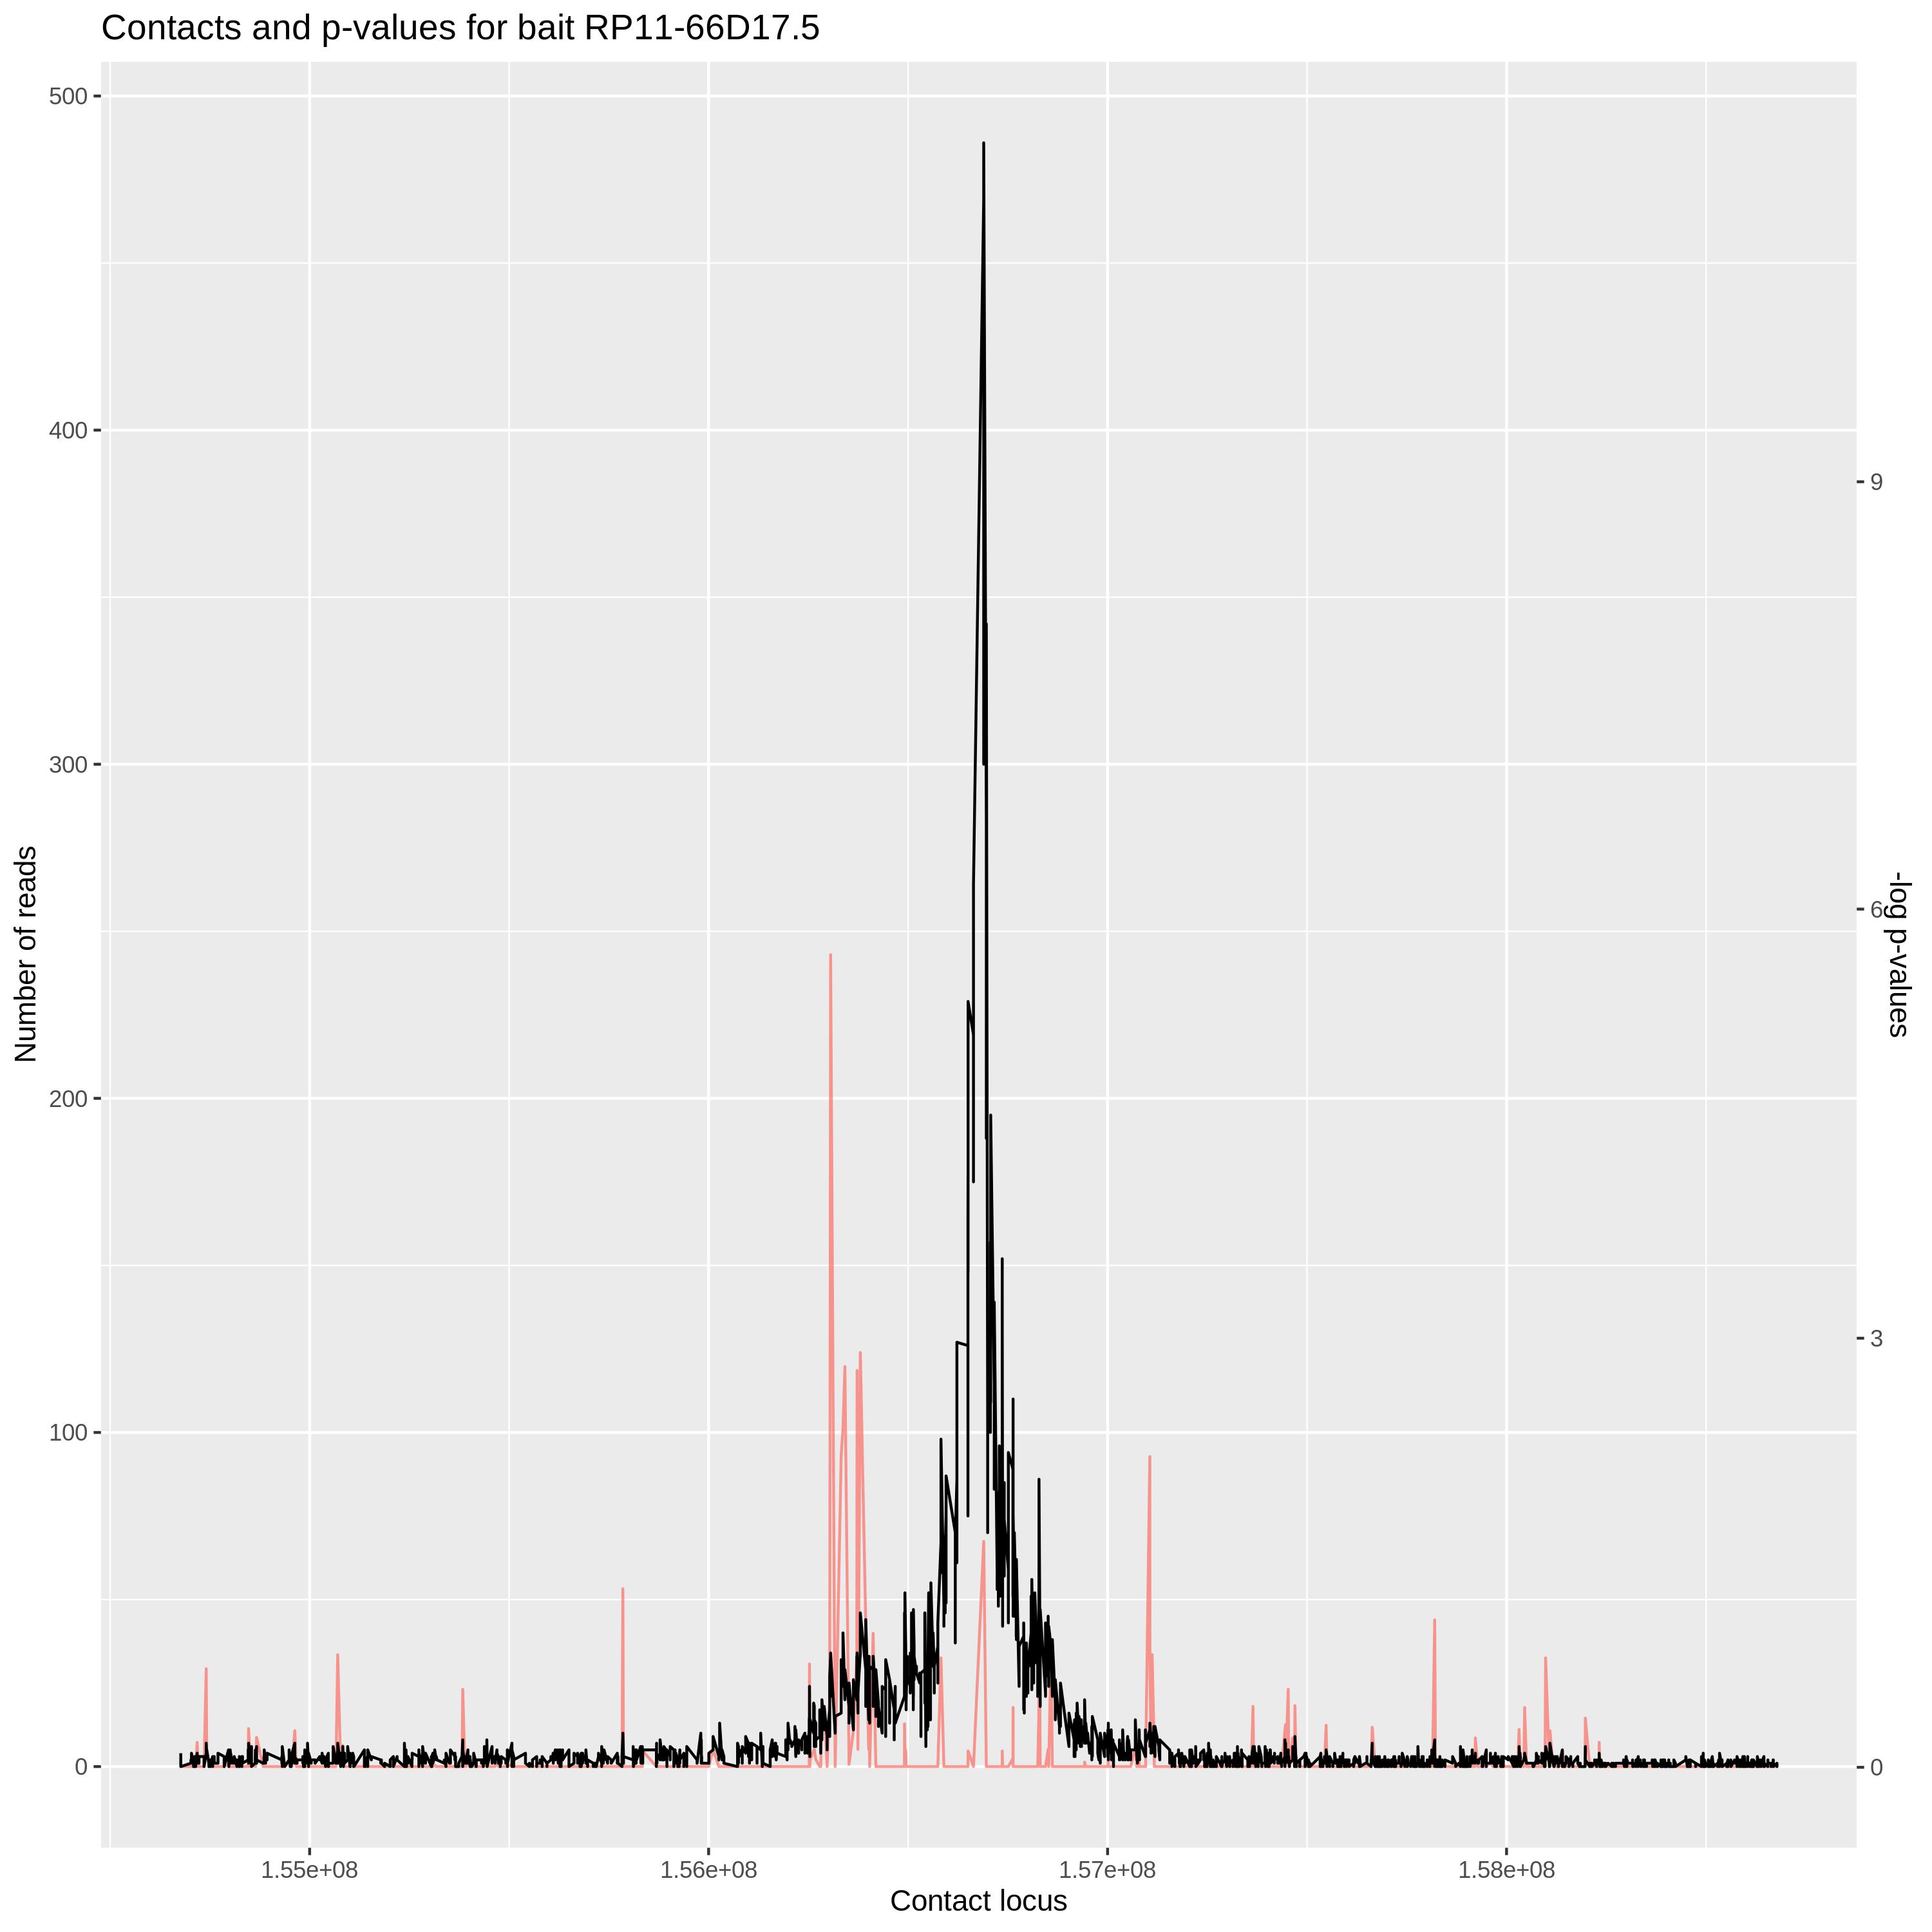 Contacts and p-values for bait RP11-66D17.5
500
400
300
200
100
0
Number of reads
9
6
3
0
-log p-values
1.55e+08
1.56e+08
1.57e+08
1.58e+08
Contact locus